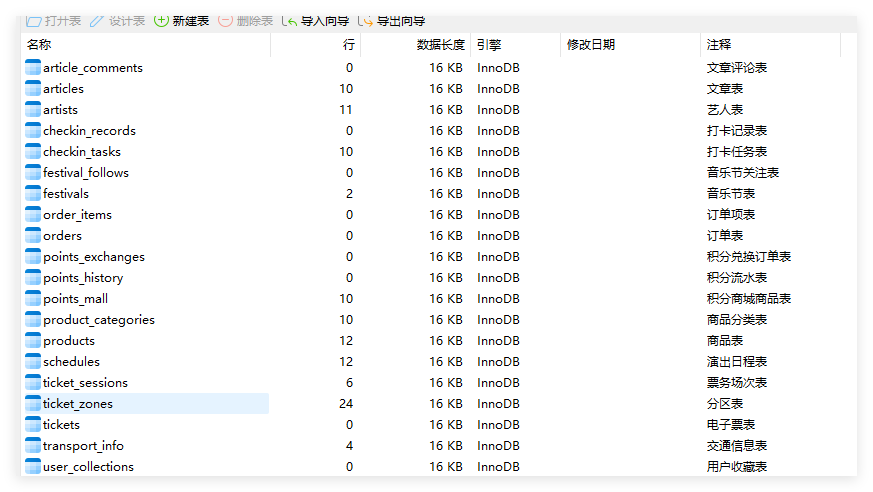 打开表 设计表 新建表 删除表 导入向导 导出向导
名称 行 数据长度 引擎 修改日期 注释
article_comments 0 16 KB InnoDB 文章评论表
articles 10 16 KB InnoDB 文章表
artists 11 16 KB InnoDB 艺人表
checkin_records 0 16 KB InnoDB 打卡记录表
checkin_tasks 10 16 KB InnoDB 打卡任务表
festival_follows 0 16 KB InnoDB 音乐节关注表
festivals 2 16 KB InnoDB 音乐节表
order_items 0 16 KB InnoDB 订单项表
orders 0 16 KB InnoDB 订单表
points_exchanges 0 16 KB InnoDB 积分兑换订单表
points_history 0 16 KB InnoDB 积分流水表
points_mall 10 16 KB InnoDB 积分商城商品表
product_categories 10 16 KB InnoDB 商品分类表
products 12 16 KB InnoDB 商品表
schedules 12 16 KB InnoDB 演出日程表
ticket_sessions 6 16 KB InnoDB 票务场次表
ticket_zones 24 16 KB InnoDB 分区表
tickets 0 16 KB InnoDB 电子票表
transport_info 4 16 KB InnoDB 交通信息表
user_collections 0 16 KB InnoDB 用户收藏表